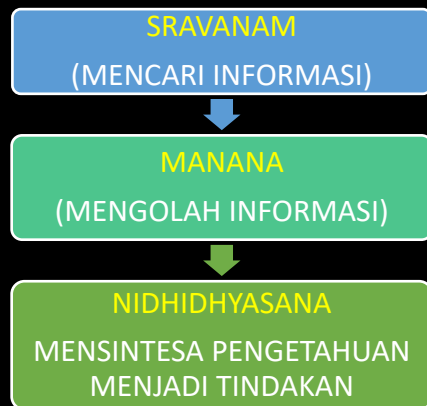 SRAVANAM
(MENCARI INFORMASI)
MANANA
(MENGOLAH INFORMASI)
NIDHIDHYASANA
MENSINTESA PENGETAHUAN
MENJADI TINDAKAN